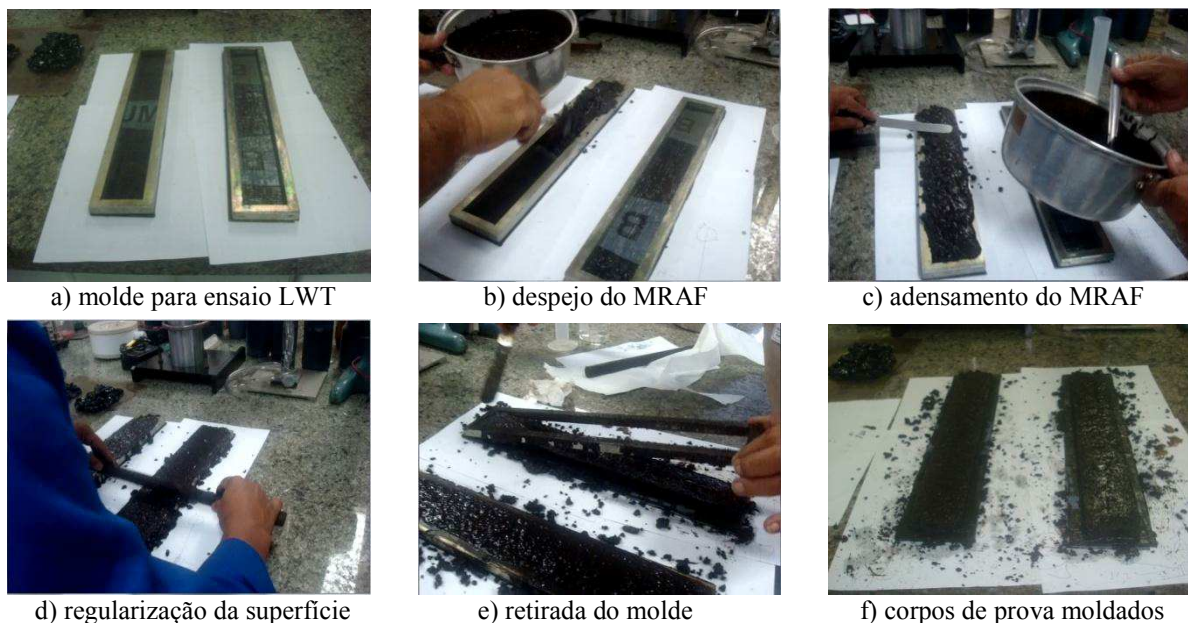 a) molde para ensaio LWT
b) despejo do MRAF
c) adensamento do MRAF
d) regularização da superfície
e) retirada do molde
f) corpos de prova moldados